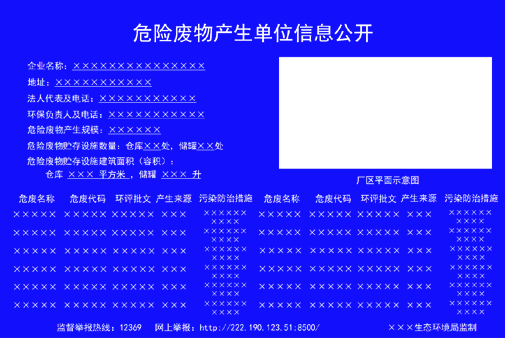 危险废物产生单位信息公开
企业名称：×××××××××××××××
地址：×××××××××××
法人代表及电话：×××××××××××
环保负责人及电话：×××××××××××
危险废物产生规模：××××××
危险废物贮存设施数量：仓库××处，储罐××处
危险废物贮存设施建筑面积（容积）：
仓库 ××× 平方米，储罐 ××× 升
厂区平面示意图
危废名称 危废代码 环评批文 产生来源 污染防治措施 危废名称 危废代码 环评批文 产生来源 污染防治措施
××××× ××××× ××××× ××× ×××××× ××××× ××××× ××××× ××× ××××××
×××× ××××
××××× ××××× ××××× ××× ×××××× ××××× ××××× ××××× ××× ××××××
×××× ××××
××××× ××××× ××××× ××× ×××××× ××××× ××××× ××××× ××× ××××××
×××× ××××
××××× ××××× ××××× ××× ×××××× ××××× ××××× ××××× ××× ××××××
×××× ××××
××××× ××××× ××××× ××× ×××××× ××××× ××××× ××××× ××× ××××××
×××× ××××
××××× ××××× ××××× ××× ×××××× ××××× ××××× ××××× ××× ××××××
×××× ××××
监督举报热线：12369 网上举报：http://222.190.123.51:8500/ ×××生态环境局监制